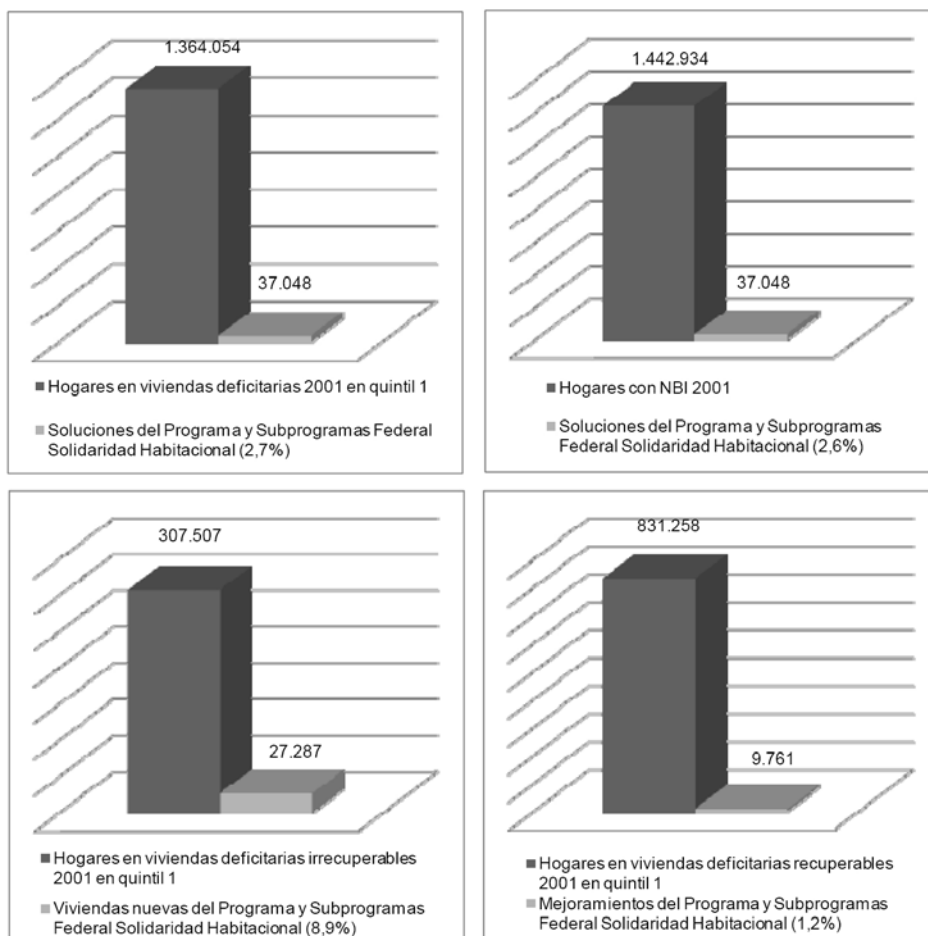 1.364.054
37.048
■ Hogares en viviendas deficitarias 2001 en quintil 1
■ Soluciones del Programa y Subprogramas Federal
Solidaridad Habitacional (2,7%)
1.442.934
37.048
■ Hogares con NBI 2001
■ Soluciones del Programa y Subprogramas
Federal Solidaridad Habitacional (2,6%)
307.507
27.287
■ Hogares en viviendas deficitarias irrecuperables
2001 en quintil 1
■ Viviendas nuevas del Programa y Subprogramas
Federal Solidaridad Habitacional (8,9%)
831.258
9.761
■ Hogares en viviendas deficitarias recuperables
2001 en quintil 1
■ Mejoramientos del Programa y Subprogramas
Federal Solidaridad Habitacional (1,2%)